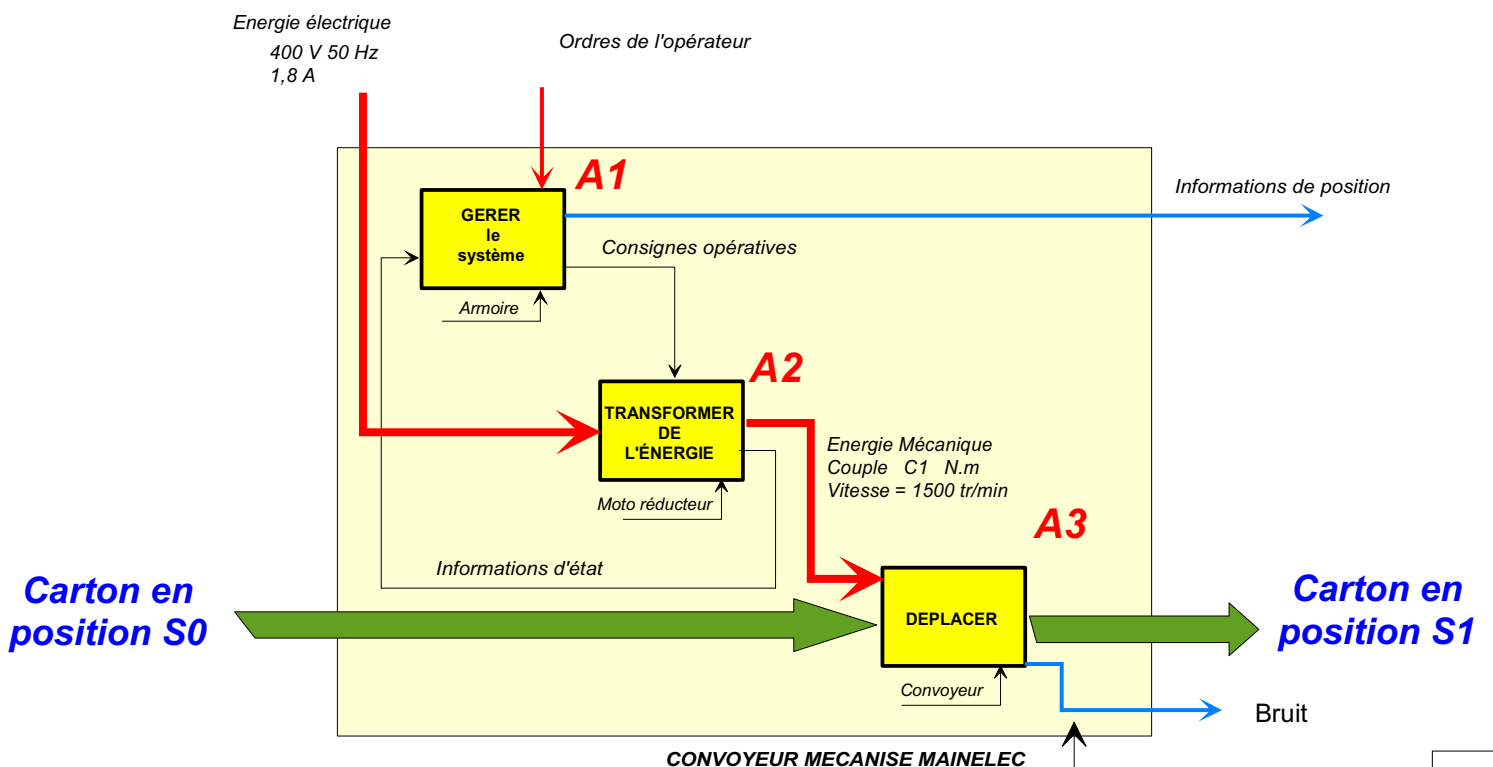 Energie électrique
400 V 50 Hz
1,8 A
Ordres de l'opérateur
A1
Informations de position
GERER
le
système
Consignes opératives
Armoire
A2
TRANSFORMER
DE
L'ÉNERGIE
Energie Mécanique
Couple C1 N.m
Vitesse = 1500 tr/min
Moto réducteur
A3
Informations d'état
Carton en
position S0
DEPLACER
Carton en
position S1
Convoyeur
Bruit
CONVOYEUR MECANISE MAINELEC